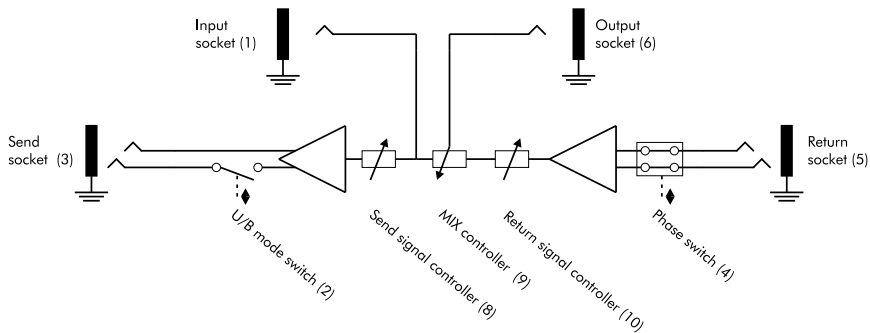 Input
socket (1)
Output
socket (6)
Send
socket (3)
Return
socket (5)
U/B mode switch (2)
Send signal controller (8)
MIX controller (9)
Return signal controller (10)
Phase switch (4)